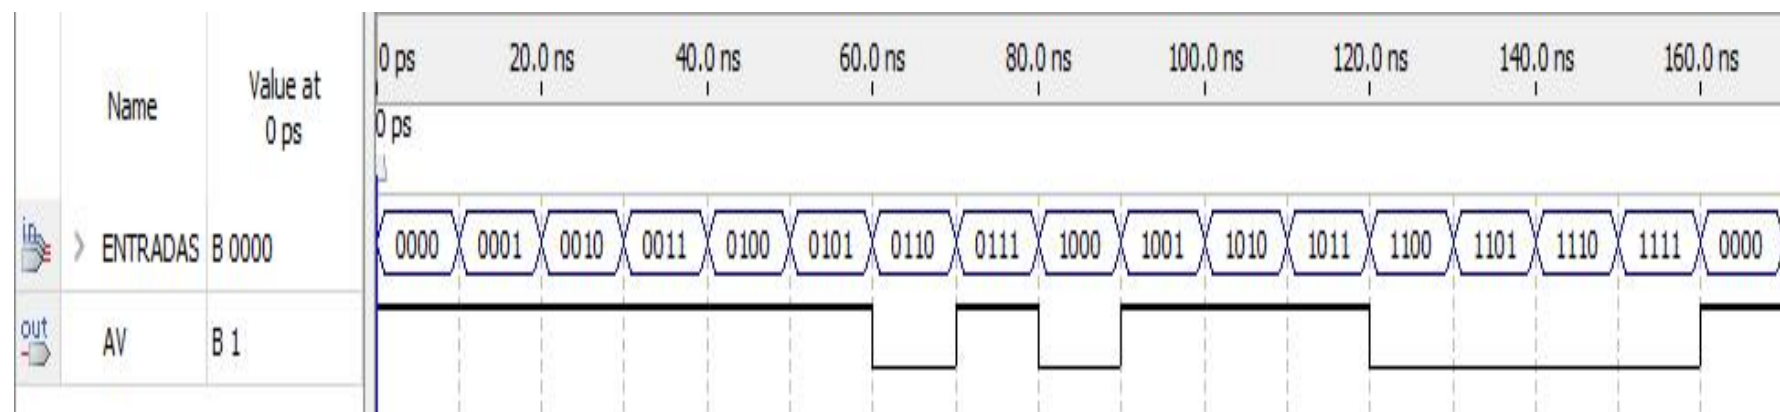 0 ps 20.0 ns 40.0 ns 60.0 ns 80.0 ns 100.0 ns 120.0 ns 140.0 ns 160.0 ns
Name
Value at
0 ps
0 ps
in ENTRADAS B 0000 0000 0001 0010 0011 0100 0101 0110 0111 1000 1001 1010 1011 1100 1101 1110 1111 0000
out AV B 1